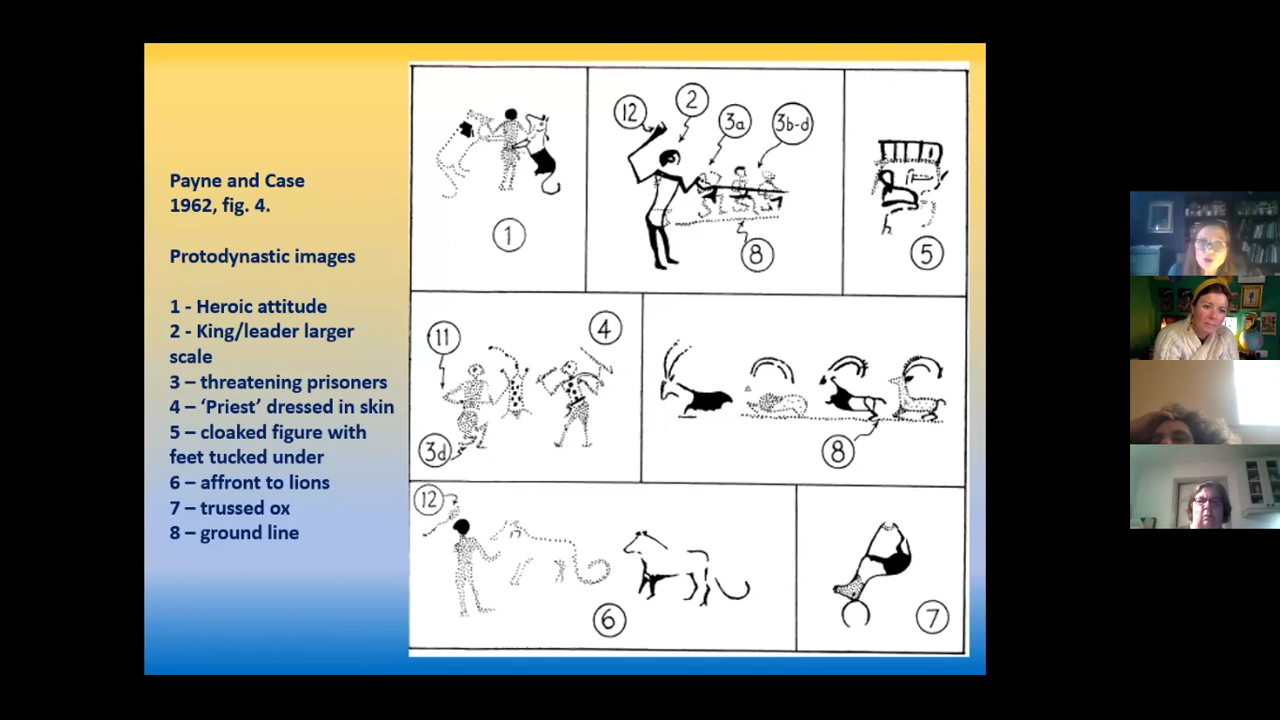 Payne and Case
1962, fig. 4.
Protodynastic images
1 - Heroic attitude
2 - King/leader larger
scale
3 – threatening prisoners
4 – ‘Priest’ dressed in skin
5 – cloaked figure with
feet tucked under
6 – affront to lions
7 – trussed ox
8 – ground line
1
12
2
3a
3b-d
8
5
11
4
3d
8
12
6
7